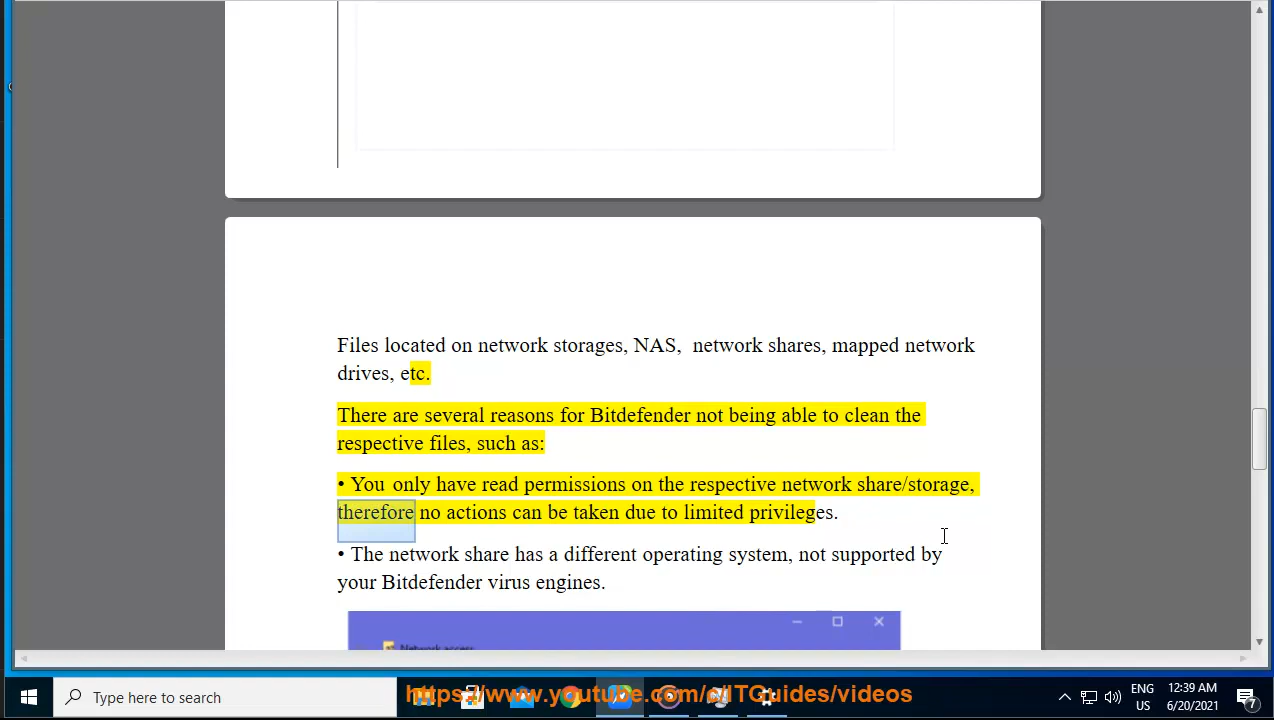 Files located on network storages, NAS,  network shares, mapped network
drives, etc.
There are several reasons for Bitdefender not being able to clean the
respective files, such as:
• You only have read permissions on the respective network share/storage,
therefore no actions can be taken due to limited privileges.
• The network share has a different operating system, not supported by
your Bitdefender virus engines.
Network access
Type here to search
https://www.youtube.com/c/ITGuides/videos
ENG
US
12:39 AM
6/20/2021
7